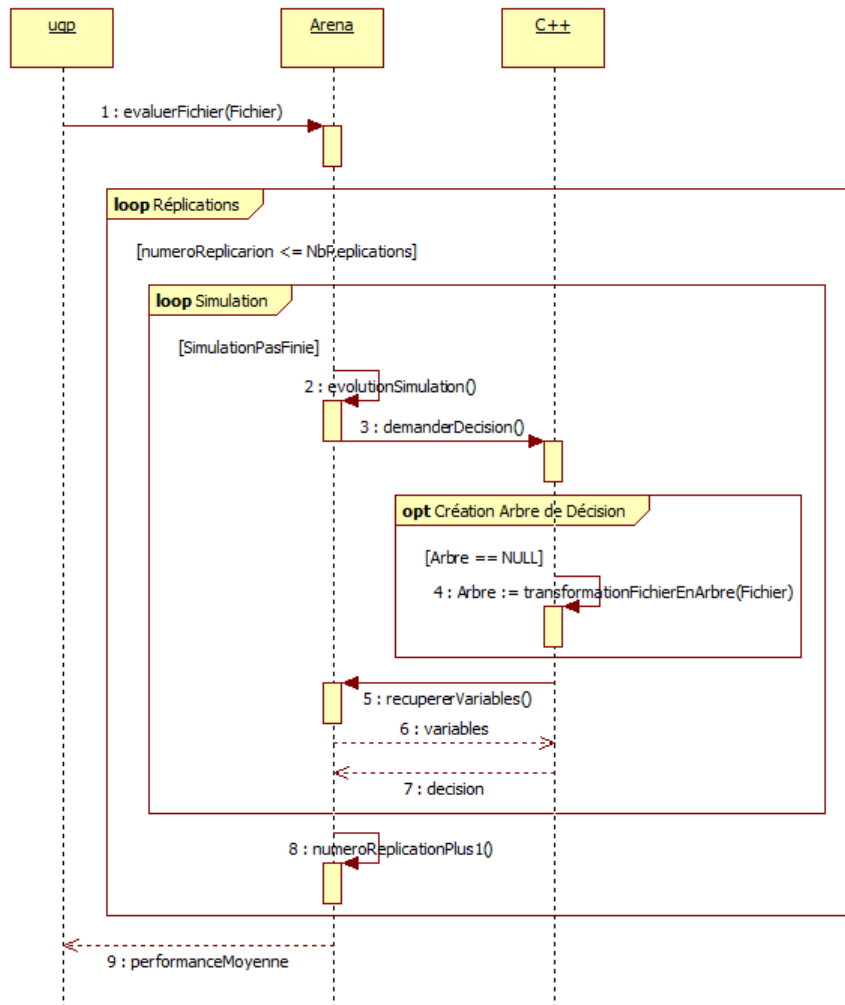 ugp
Arena
C++
1 : evaluerFichier(Fichier)
loop Réplications
[numeroReplicarion <= NbReplications]
loop Simulation
[SimulationPasFinie]
2 : evolutionSimulation()
3 : demanderDecision()
opt Création Arbre de Décision
[Arbre == NULL]
4 : Arbre := transformationFichierEnArbre(Fichier)
5 : recupererVariables()
6 : variables
7 : decision
8 : numeroReplicationPlus1()
9 : performanceMoyenne